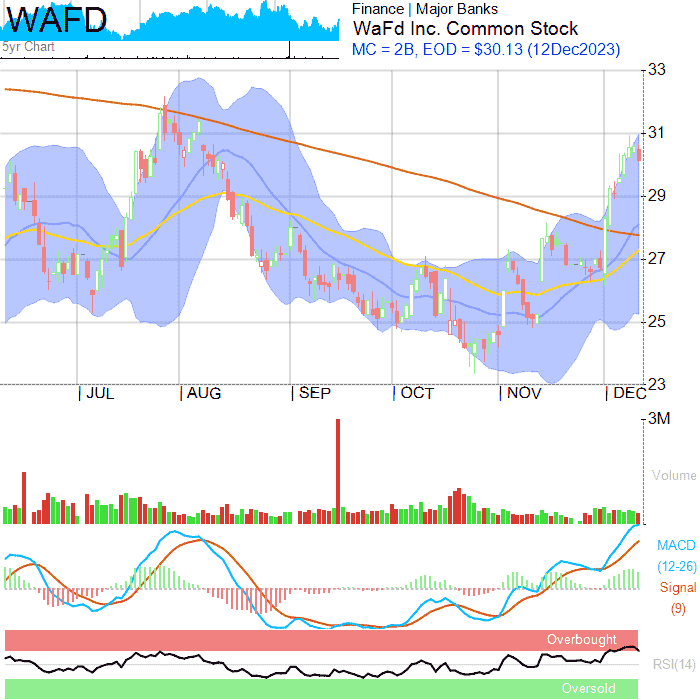 WAFD
5yr Chart
Finance | Major Banks
WaFd Inc. Common Stock
MC = 2B, EOD = $30.13 (12Dec2023)
33
31
29
27
25
23
JUL
AUG
SEP
OCT
NOV
DEC
3M
Volume
MACD
(12-26)
Signal
(9)
Overbought
RSI(14)
Oversold